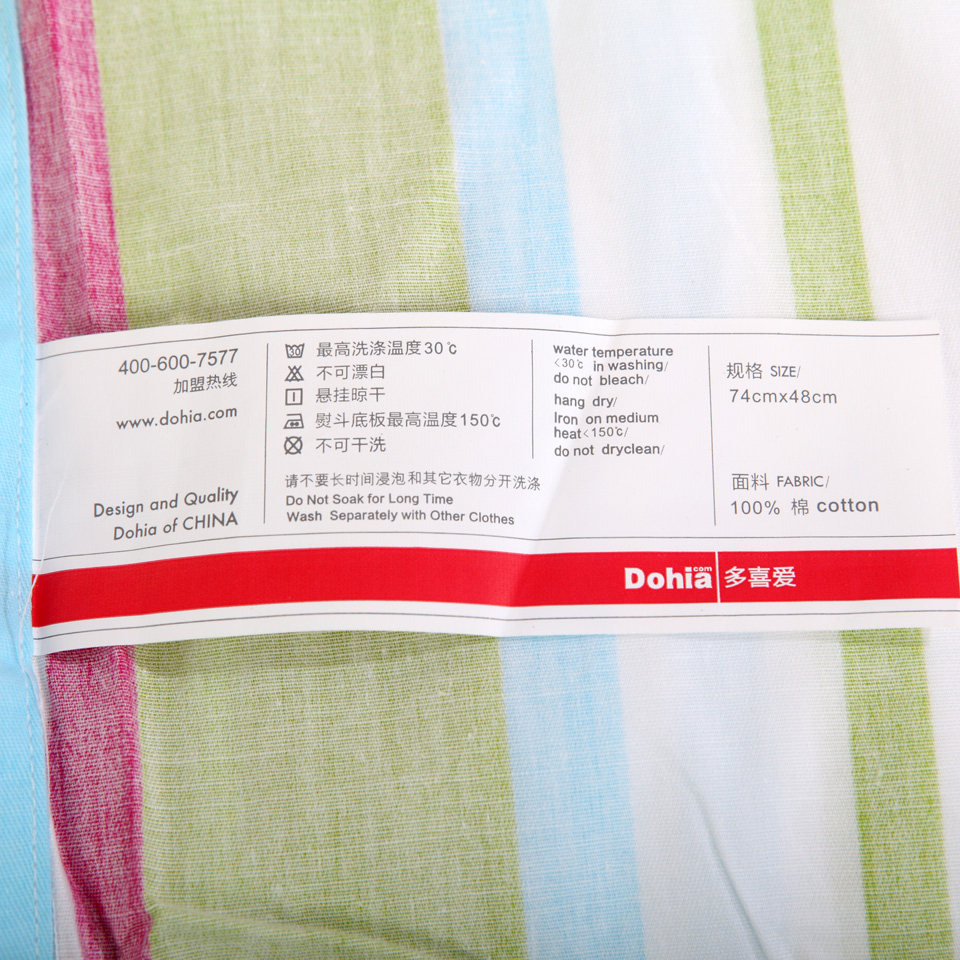 400-600-7577
加盟热线
www.dohia.com
Design and Quality
Dohia of CHINA
30 最高洗涤温度30℃
不可漂白
悬挂晾干
熨斗底板最高温度150℃
不可干洗
请不要长时间浸泡和其它衣物分开洗涤
Do Not Soak for Long Time
Wash Separately with Other Clothes
water temperature
<30℃ in washing/
do not bleach/
hang dry/
Iron on medium
heat<150℃/
do not dryclean/
规格 SIZE/
74cmx48cm
面料 FABRIC/
100% 棉 cotton
Dohia.com 多喜爱